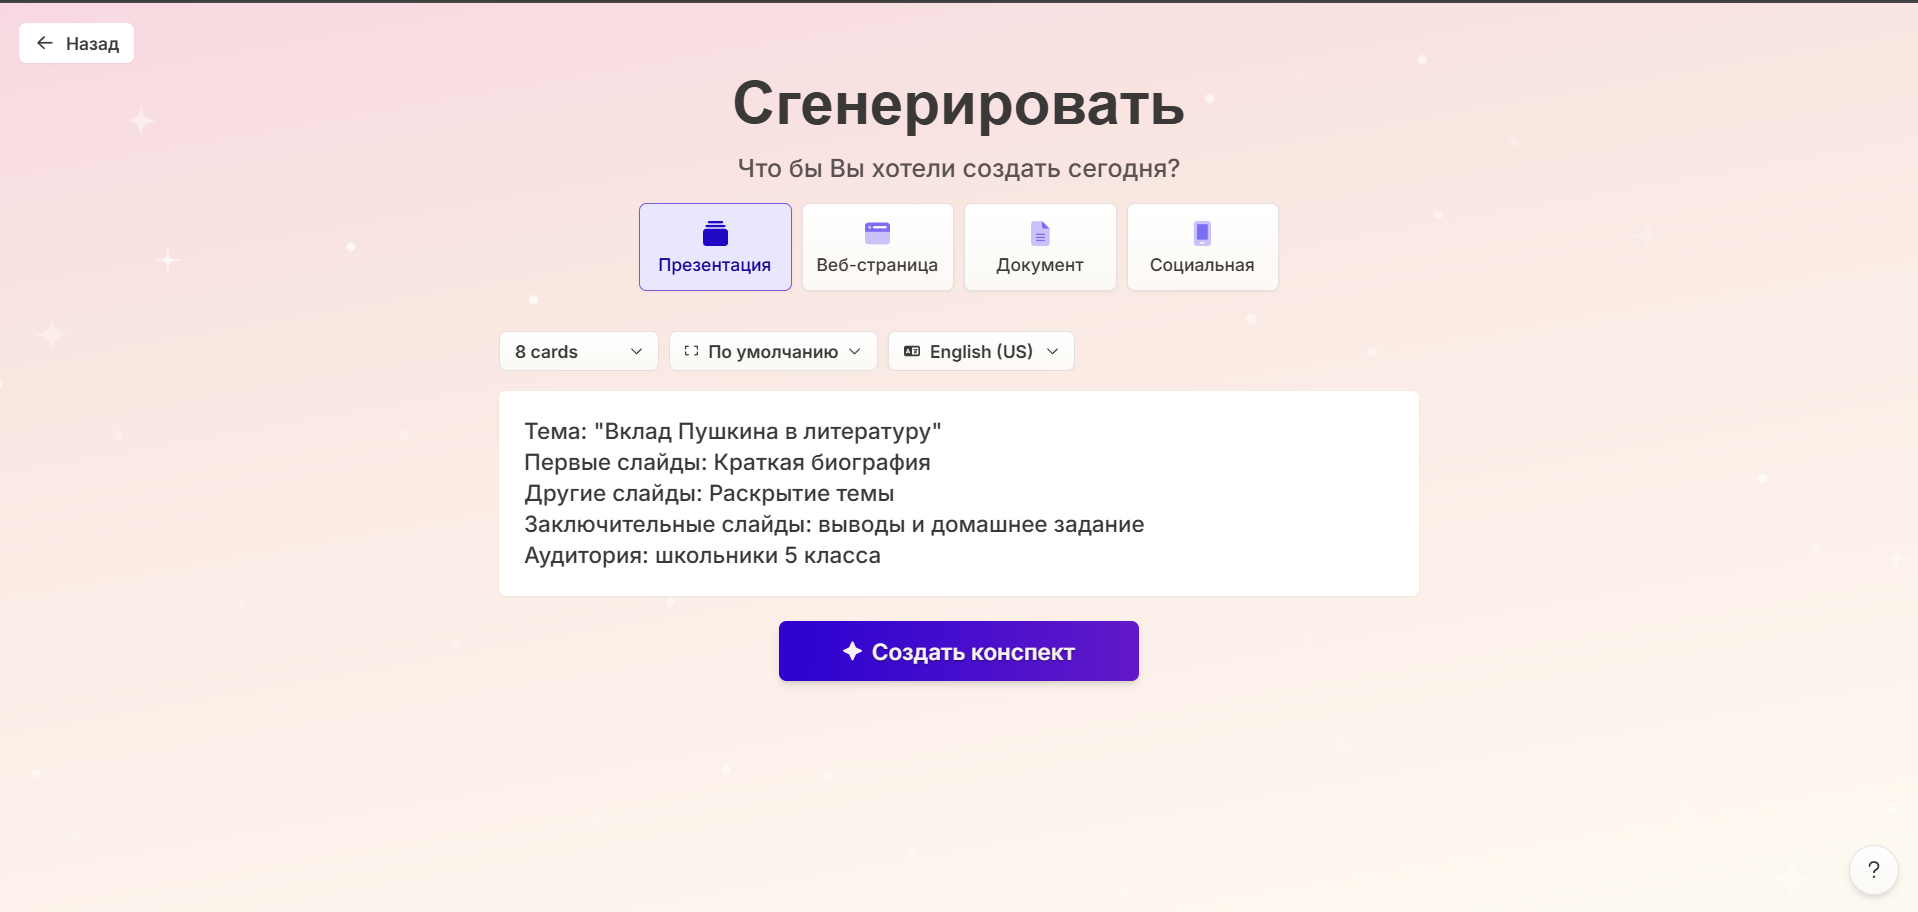 Назад
Сгенерировать
Что бы Вы хотели создать сегодня?
Презентация
Веб-страница
Документ
Социальная
8 cards
По умолчанию
English (US)
Тема: "Вклад Пушкина в литературу"
Первые слайды: Краткая биография
Другие слайды: Раскрытие темы
Заключительные слайды: выводы и домашнее задание
Аудитория: школьники 5 класса
Создать конспект
?